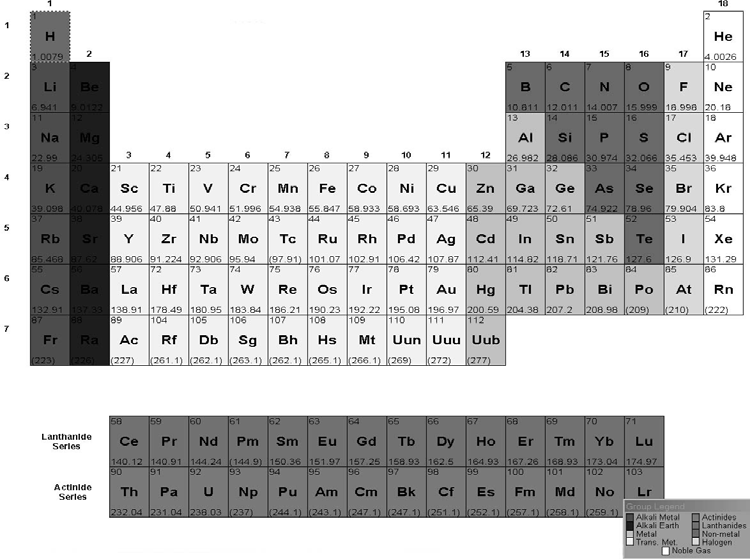 1 18
1 1 2
H He
1.0079 2 13 14 15 16 17 4.0026
2 3 4 5 6 7 8 9 10
Li Be B C N O F Ne
6.941 9.0122 10.811 12.011 14.007 15.999 18.998 20.18
3 11 12 13 14 15 16 17 18
Na Mg Al Si P S Cl Ar
22.99 24.305 3 4 5 6 7 8 9 10 11 12 26.982 28.086 30.974 32.066 35.453 39.948
4 19 20 21 22 23 24 25 26 27 28 29 30 31 32 33 34 35 36
K Ca Sc Ti V Cr Mn Fe Co Ni Cu Zn Ga Ge As Se Br Kr
39.098 40.078 44.956 47.88 50.941 51.996 54.938 55.847 58.933 58.693 63.546 65.39 69.723 72.61 74.922 78.96 79.904 83.8
5 37 38 39 40 41 42 43 44 45 46 47 48 49 50 51 52 53 54
Rb Sr Y Zr Nb Mo Tc Ru Rh Pd Ag Cd In Sn Sb Te I Xe
85.468 87.62 88.906 91.224 92.906 95.94 (97.91) 101.07 102.91 106.42 107.87 112.41 114.82 118.71 121.76 127.6 126.9 131.29
6 55 56 57 72 73 74 75 76 77 78 79 80 81 82 83 84 85 86
Cs Ba La Hf Ta W Re Os Ir Pt Au Hg Tl Pb Bi Po At Rn
132.91 137.33 138.91 178.49 180.95 183.84 186.21 190.23 192.22 195.08 196.97 200.59 204.38 207.2 208.98 (209) (210) (222)
7 87 88 89 104 105 106 107 108 109 110 111 112
Fr Ra Ac Rf Db Sg Bh Hs Mt Uun Uuu Uub
(223) (226) (227) (261.1) (262.1) (263.1) (262.1) (265.1) (266.1) (269) (272) (277)
58 59 60 61 62 63 64 65 66 67 68 69 70 71
Lanthanide Ce Pr Nd Pm Sm Eu Gd Tb Dy Ho Er Tm Yb Lu
Series
140.12 140.91 144.24 (144.9) 150.36 151.97 157.25 158.93 162.5 164.93 167.26 168.93 173.04 174.97
90 91 92 93 94 95 96 97 98 99 100 101 102 103
Actinide Th Pa U Np Pu Am Cm Bk Cf Es Fm Md No Lr
Series
232.04 231.04 238.03 (237) (244.1) (243.1) (247.1) (247.1) (251.1) (252.1) (257.1) (258.1) (259.1)
Group Legend
Alkali Metal Actinides
Alkali Earth Lanthanides
Metal Non-metal
Trans. Met. Halogen
Noble Gas